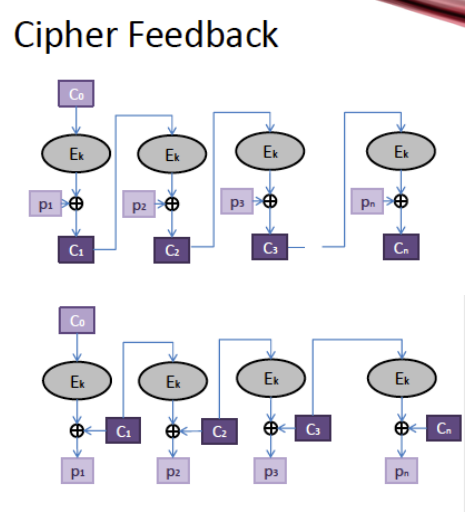 Cipher Feedback
C₀
Eₖ Eₖ Eₖ Eₖ
p₁ p₂ p₃ pₙ
C₁ C₂ C₃ Cₙ
C₀
Eₖ Eₖ Eₖ Eₖ
C₁ C₂ C₃ Cₙ
p₁ p₂ p₃ pₙ